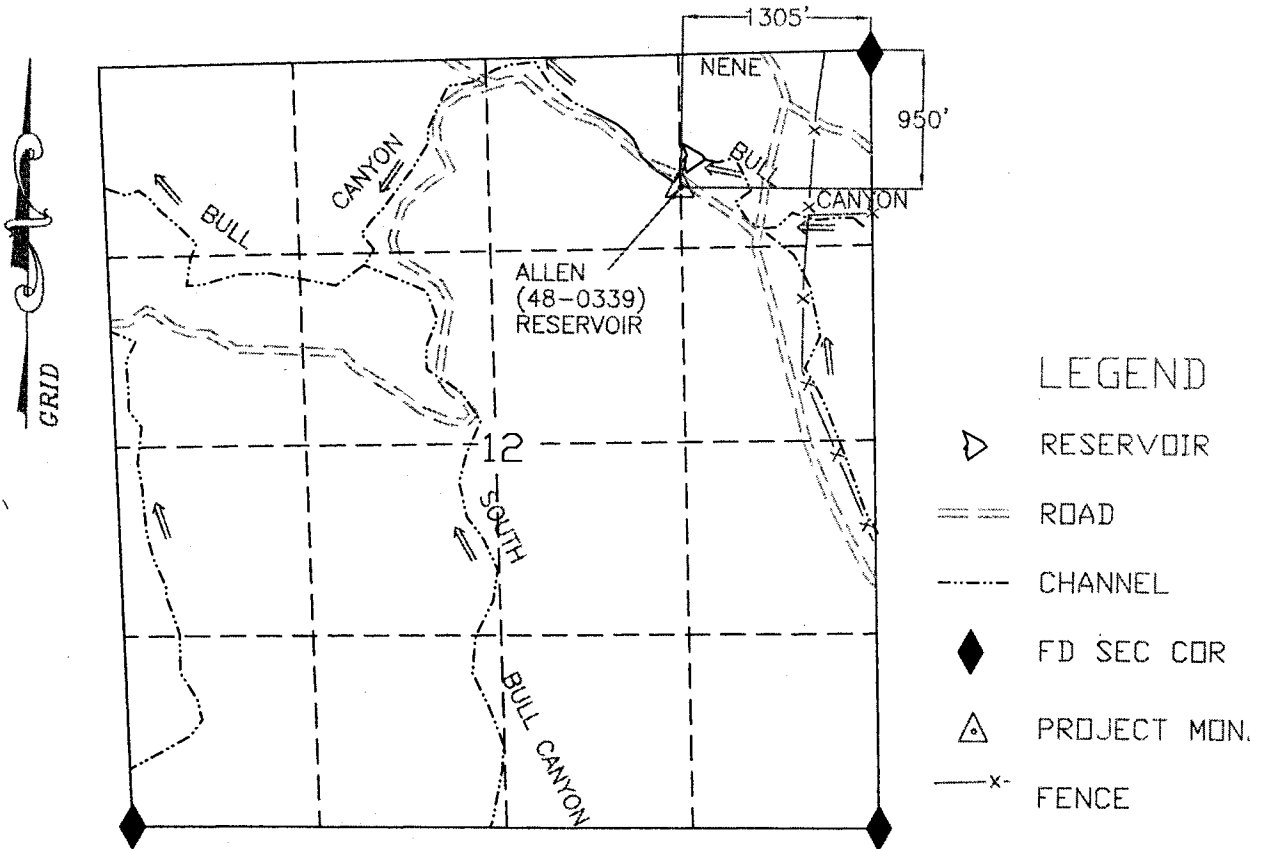 1305'
NENE
950'
BULL
CANYON
CANYON
BULL
ALLEN
(48-0339)
RESERVOIR
GRID
12
SOUTH
BULL CANYON
LEGEND
RESERVOIR
ROAD
CHANNEL
FD SEC COR
PROJECT MON.
FENCE